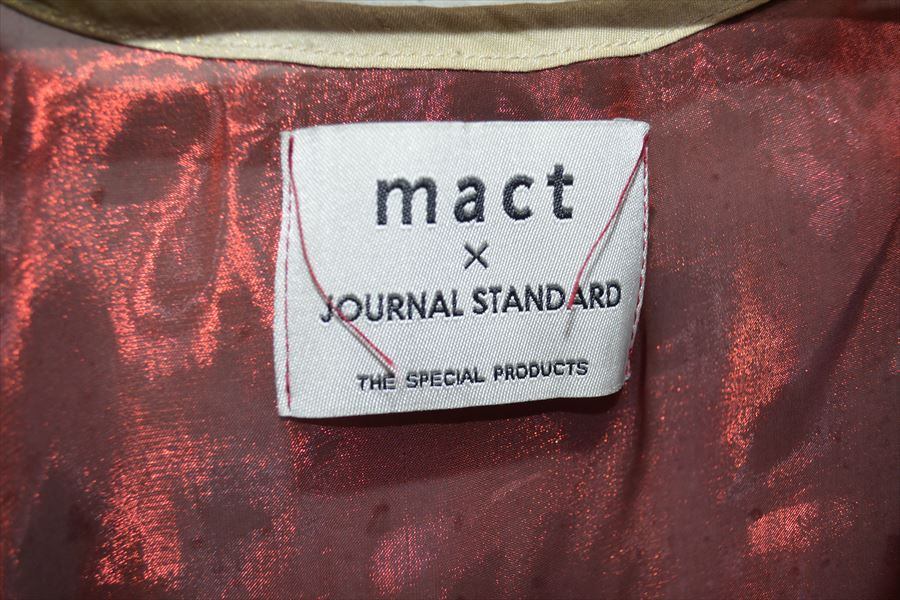 mact
×
JOURNAL STANDARD
THE SPECIAL PRODUCTS